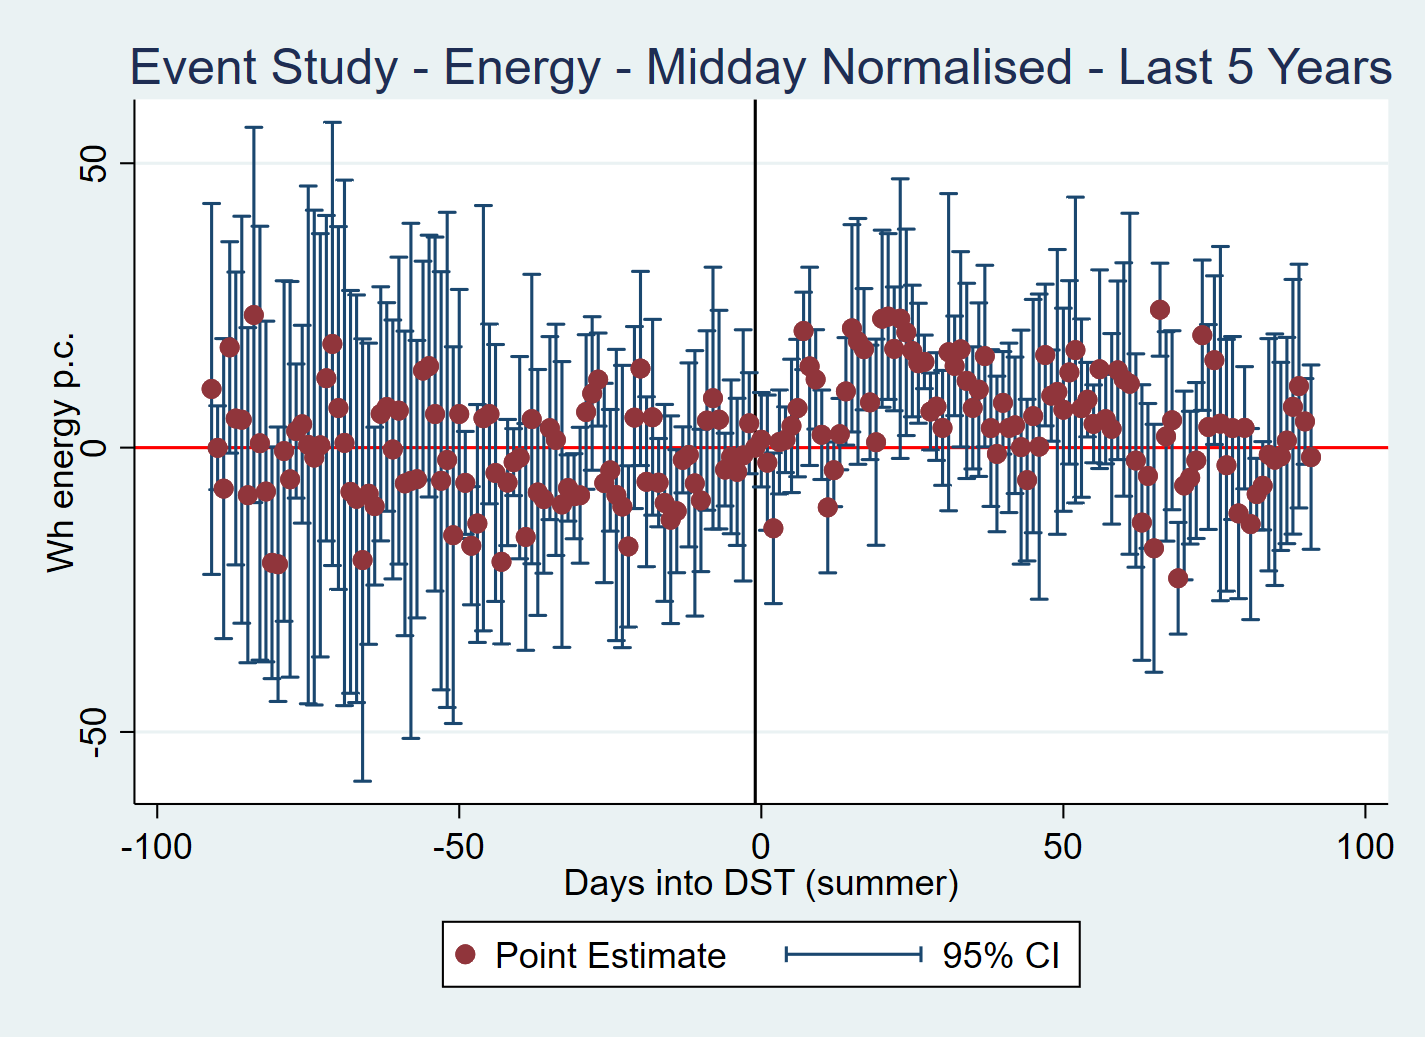 Event Study - Energy - Midday Normalised - Last 5 Years
Wh energy p.c.
50
0
-50
-100
-50
0
50
100
Days into DST (summer)
Point Estimate
95% CI